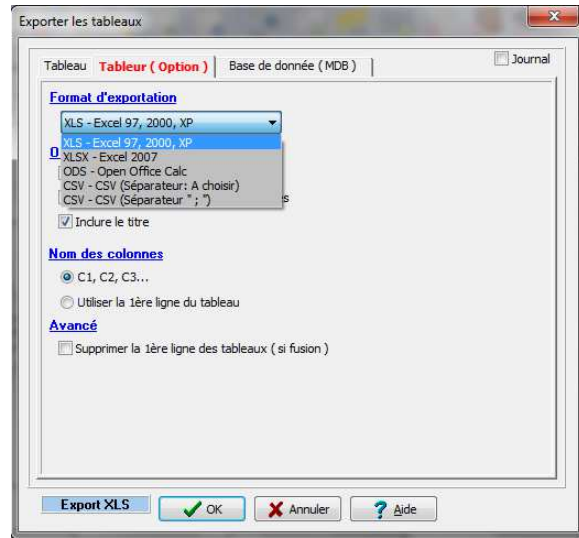 Exporter les tableaux
Tableau Tableur ( Option ) Base de donnée ( MDB ) Journal
Format d'exportation
XLS - Excel 97, 2000, XP
XLS - Excel 97, 2000, XP
XLSX - Excel 2007
ODS - Open Office Calc
CSV - CSV (Séparateur: A choisir)
CSV - CSV (Séparateur " ; ")
Inclure le titre
Nom des colonnes
C1, C2, C3...
Utiliser la 1ère ligne du tableau
Avancé
Supprimer la 1ère ligne des tableaux ( si fusion )
Export XLS OK Annuler Aide